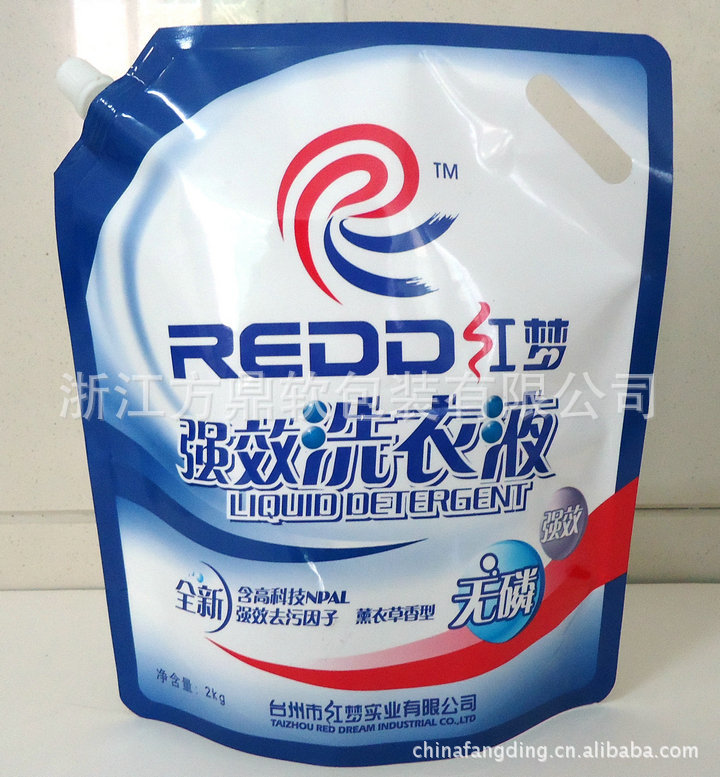 TM
REDD红梦
浙江方鼎软包装有限公司
强效洗衣液
LIQUID DETERGENT
强效
无磷
全新
含高科技NPAL
强效去污因子 薰衣草香型
净含量：2kg
台州市红梦实业有限公司
TAIZHOU RED DREAM INDUSTRIAL CO.,LTD
chinafangding.cn.alibaba.com